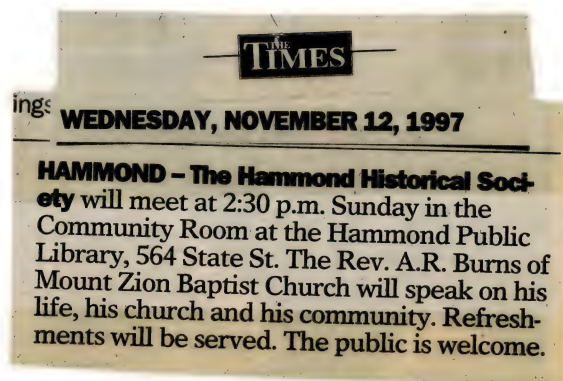 THE
TIMES
ings
WEDNESDAY, NOVEMBER 12, 1997
HAMMOND – The Hammond Historical Soci-
ety will meet at 2:30 p.m. Sunday in the
Community Room at the Hammond Public
Library, 564 State St. The Rev. A.R. Burns of
Mount Zion Baptist Church will speak on his
life, his church and his community. Refresh-
ments will be served. The public is welcome.